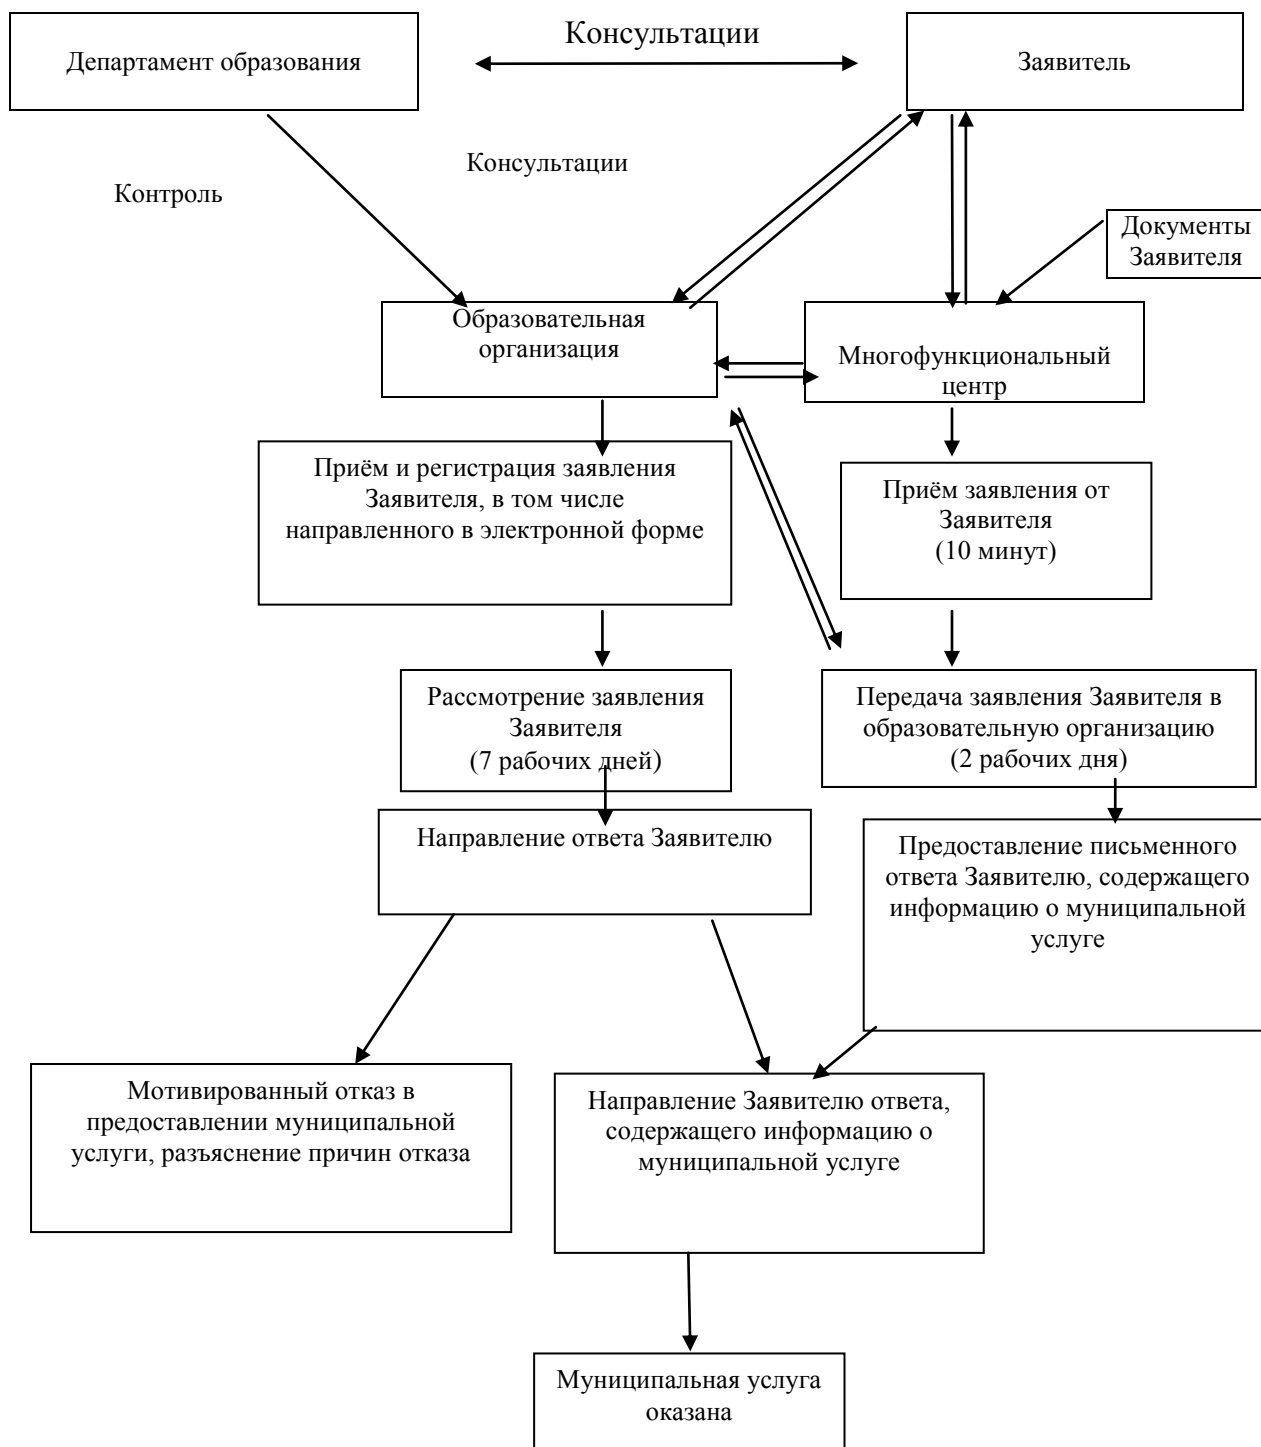 Консультации
Департамент образования
Заявитель
Консультации
Контроль
Документы
Заявителя
Образовательная
организация
Многофункциональный
центр
Приём и регистрация заявления
Заявителя, в том числе
направленного в электронной форме
Приём заявления от
Заявителя
(10 минут)
Рассмотрение заявления
Заявителя
(7 рабочих дней)
Передача заявления Заявителя в
образовательную организацию
(2 рабочих дня)
Направление ответа Заявителю
Предоставление письменного
ответа Заявителю, содержащего
информацию о муниципальной
услуге
Мотивированный отказ в
предоставлении муниципальной
услуги, разъяснение причин отказа
Направление Заявителю ответа,
содержащего информацию о
муниципальной услуге
Муниципальная услуга
оказана